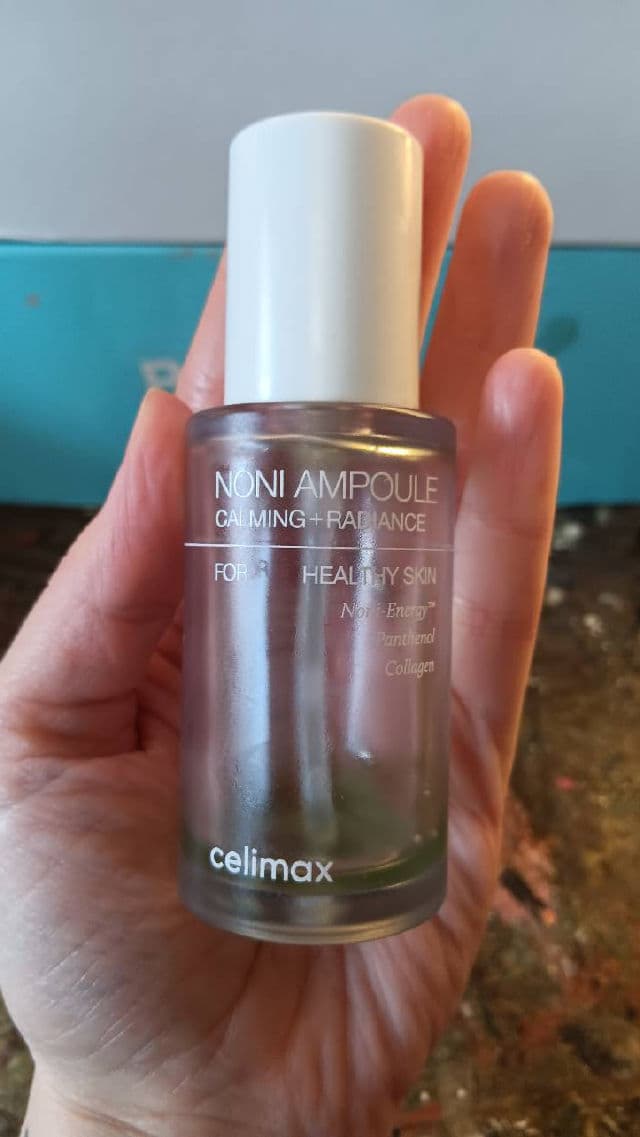 NONI AMPOULE
CALMING+RADIANCE
FOR HEALTHY SKIN
Noni-Energy™
Panthenol
Collagen
celimax